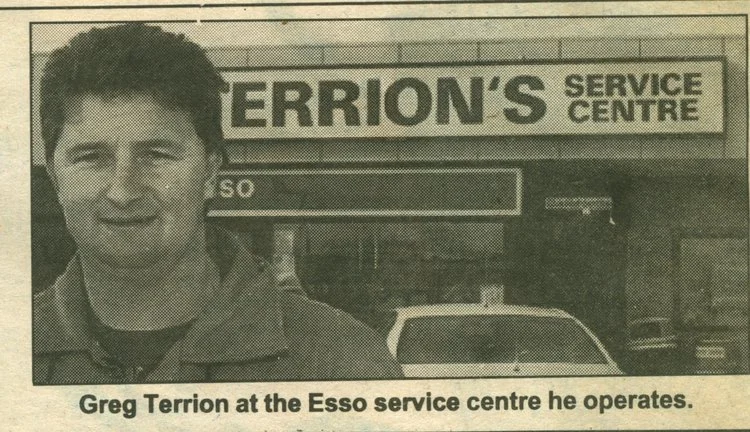 TERRION'S SERVICE
CENTRE
SSO
Greg Terrion at the Esso service centre he operates.